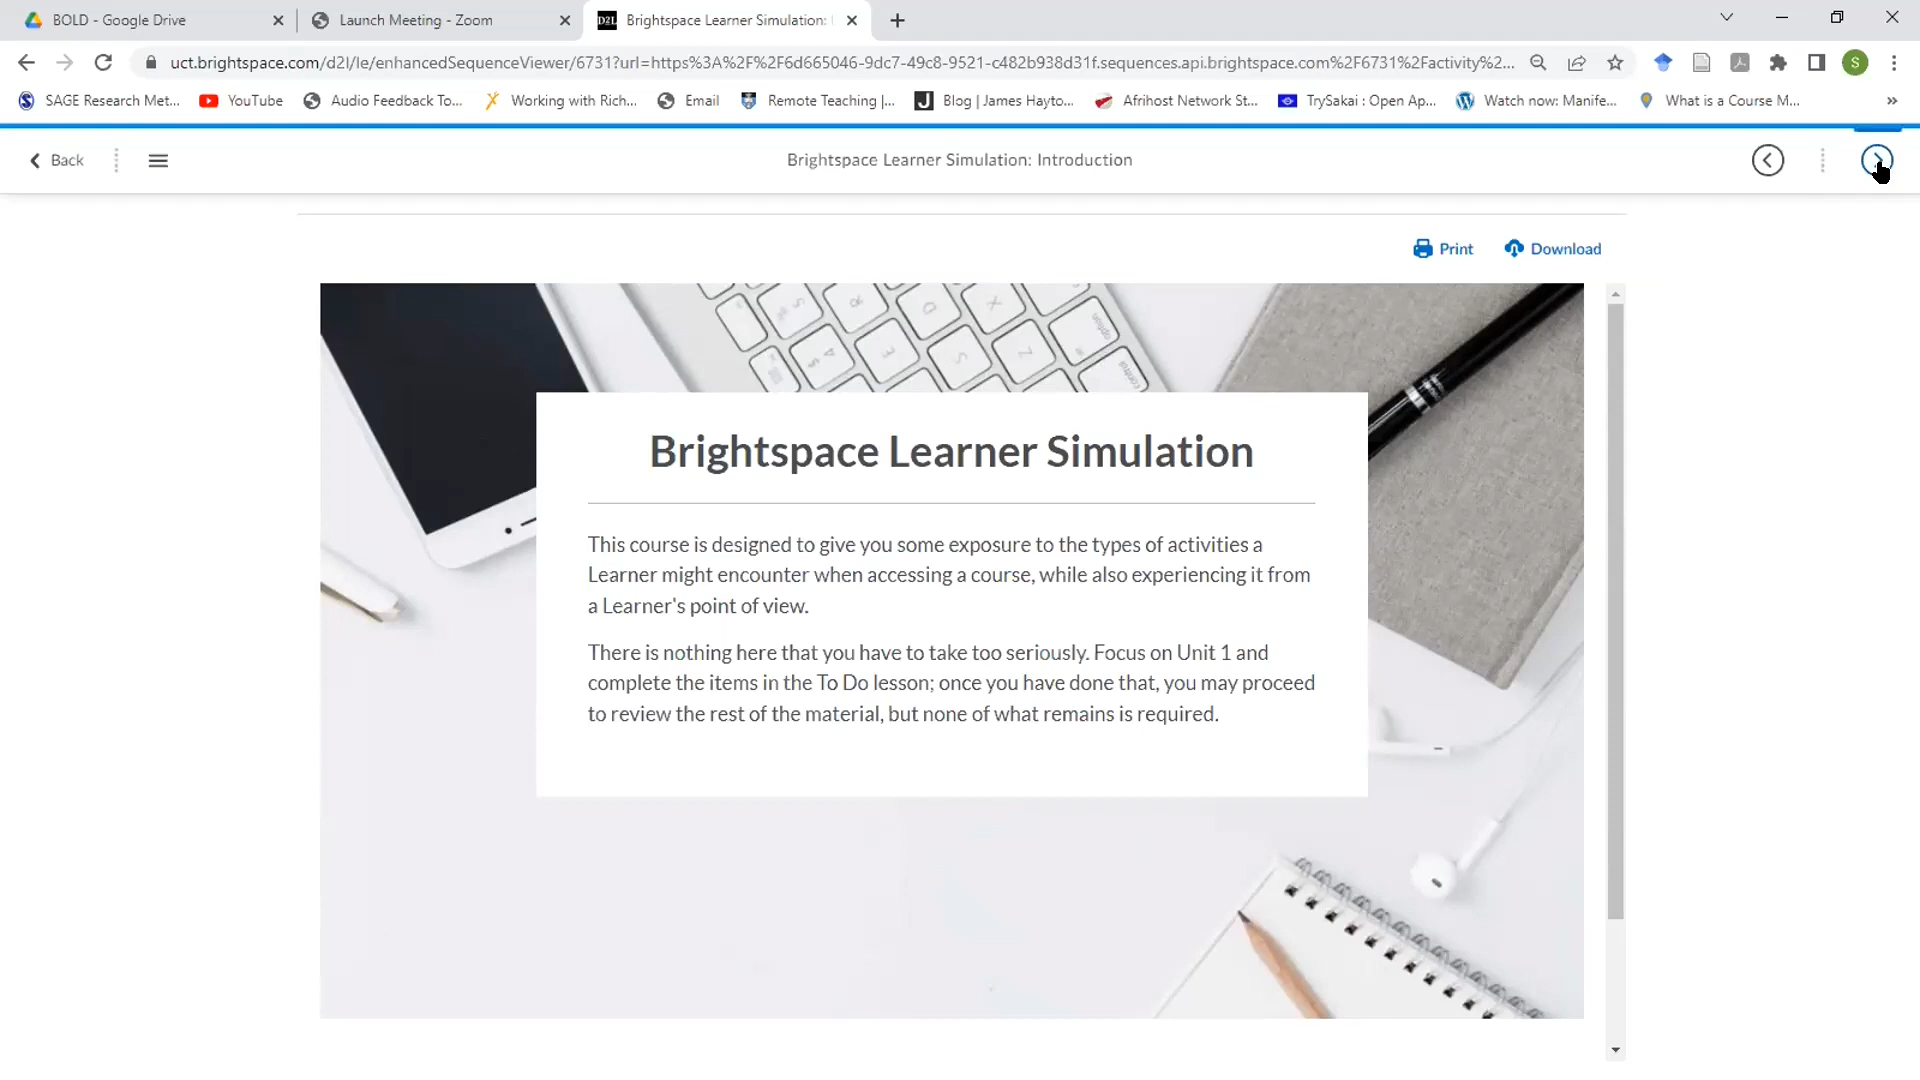 BOLD - Google Drive
Launch Meeting - Zoom
D2L
Brightspace Learner Simulation:
uct.brightspace.com/d2l/le/enhancedSequenceViewer/6731?url=https%3A%2F%2F6d665046-9dc7-49c8-9521-c482b938d31f.sequences.api.brightspace.com%2F6731%2Factivity%2...
S
SAGE Research Met...
YouTube
Audio Feedback To...
Working with Rich...
Email
Remote Teaching |...
Blog | James Hayto...
Afrihost Network St...
TrySakai : Open Ap...
Watch now: Manife...
What is a Course M...
Back
Brightspace Learner Simulation: Introduction
Print
Download
option
control
Brightspace Learner Simulation
This course is designed to give you some exposure to the types of activities a
Learner might encounter when accessing a course, while also experiencing it from
a Learner's point of view.
There is nothing here that you have to take too seriously. Focus on Unit 1 and
complete the items in the To Do lesson; once you have done that, you may proceed
to review the rest of the material, but none of what remains is required.